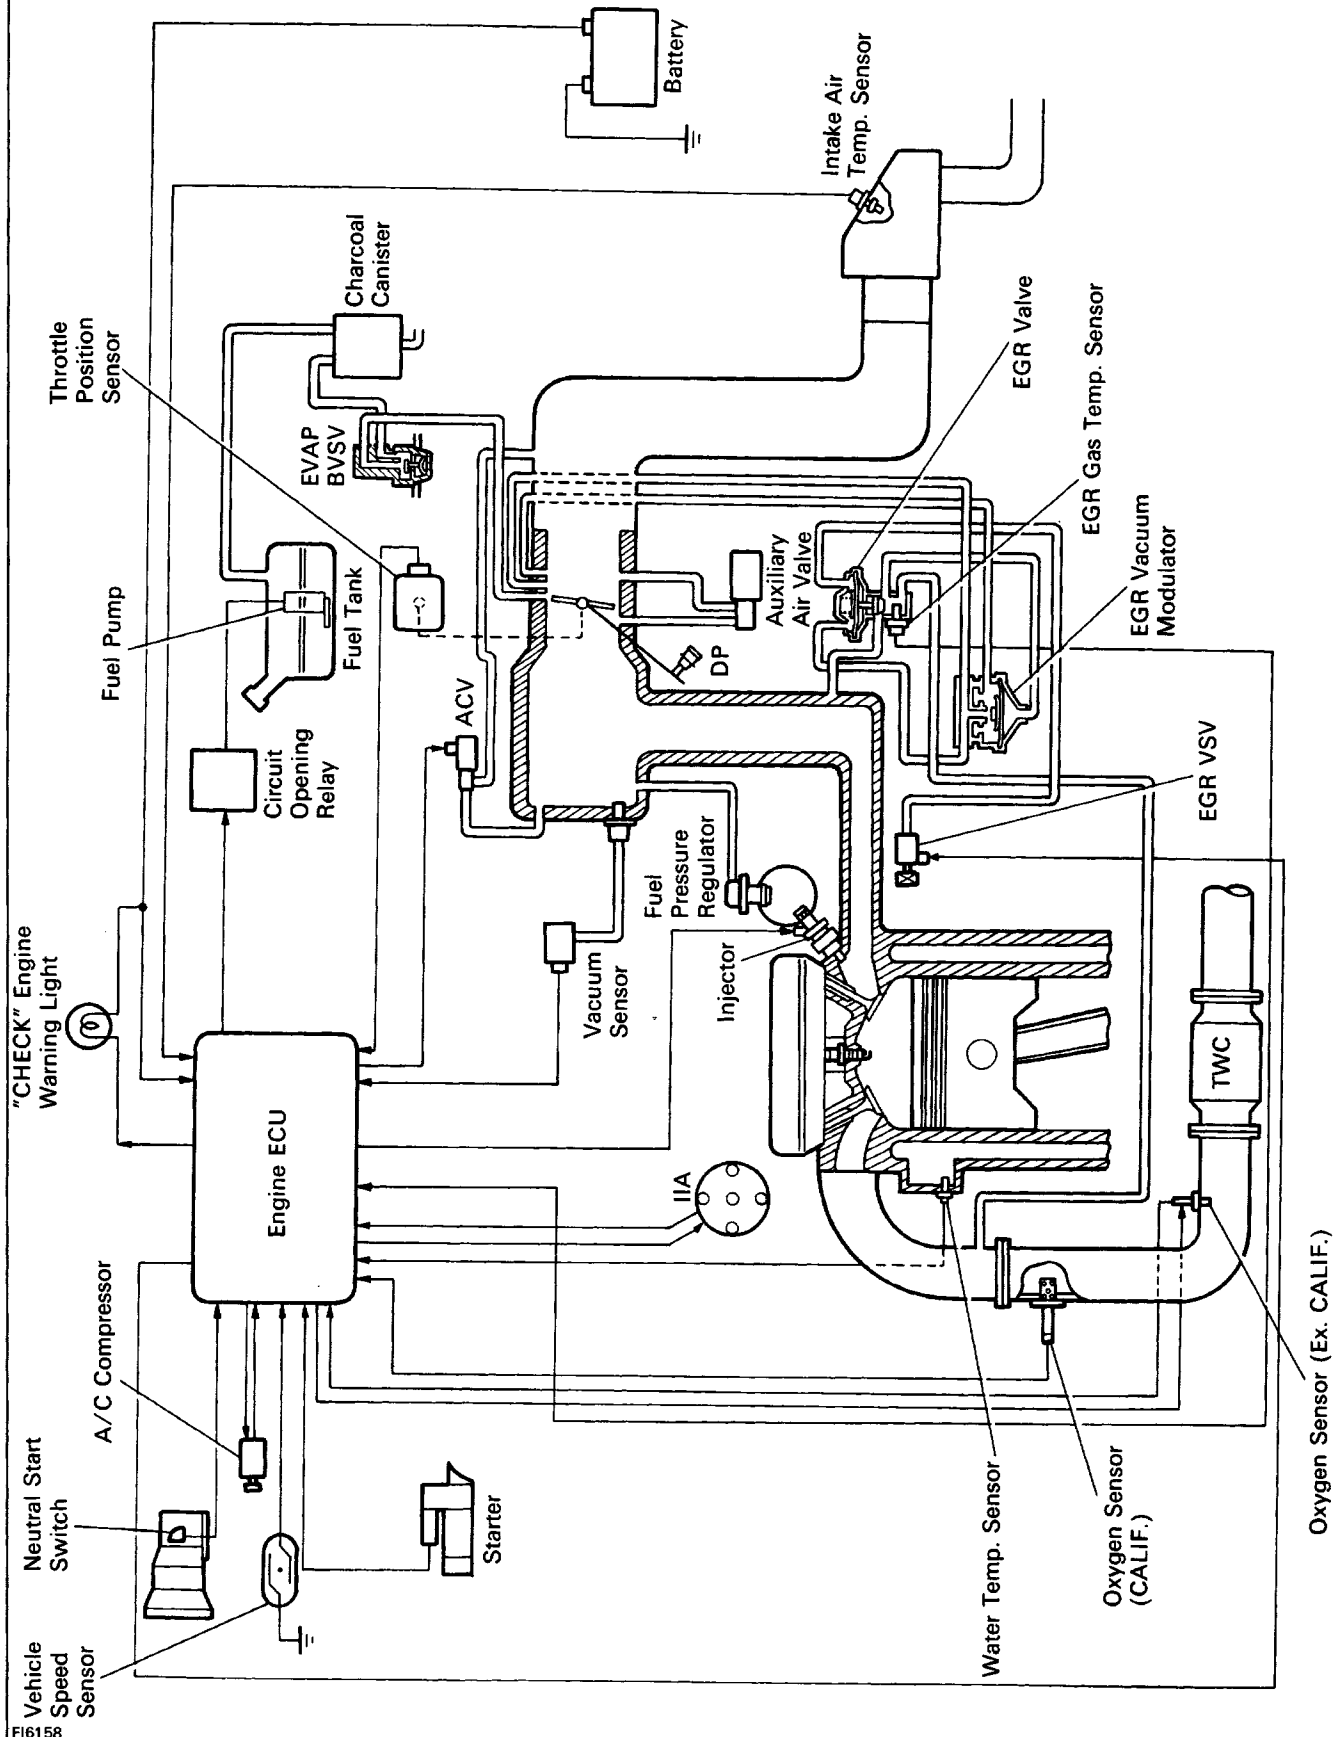 Vehicle
Speed
Sensor
Neutral Start
Switch
A/C Compressor
"CHECK" Engine
Warning Light
Fuel Pump
Throttle
Position
Sensor
Starter
Engine ECU
Circuit
Opening
Relay
Fuel Tank
EVAP
BVSV
Charcoal
Canister
Battery
ACV
IIA
Vacuum
Sensor
Fuel
Pressure
Regulator
Injector
DP
Auxiliary
Air Valve
Intake Air
Temp. Sensor
EGR Valve
EGR Gas Temp. Sensor
EGR Vacuum
Modulator
EGR VSV
TWC
Water Temp. Sensor
Oxygen Sensor
(CALIF.)
Oxygen Sensor (Ex. CALIF.)
FI6158